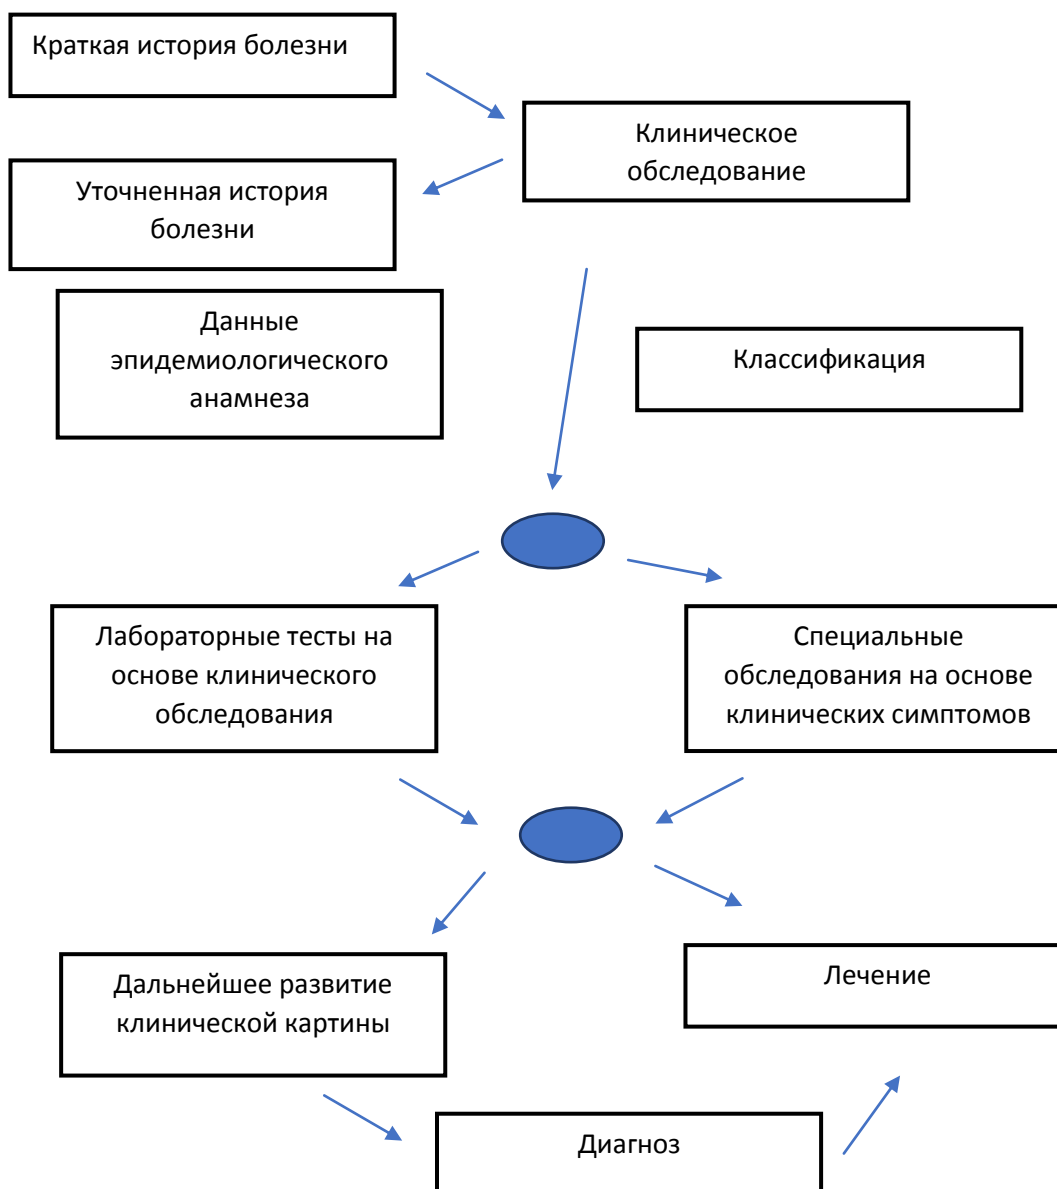 Краткая история болезни
Клиническое
обследование
Уточненная история
болезни
Данные
эпидемиологического
анамнеза
Классификация
Лабораторные тесты на
основе клинического
обследования
Специальные
обследования на основе
клинических симптомов
Дальнейшее развитие
клинической картины
Лечение
Диагноз